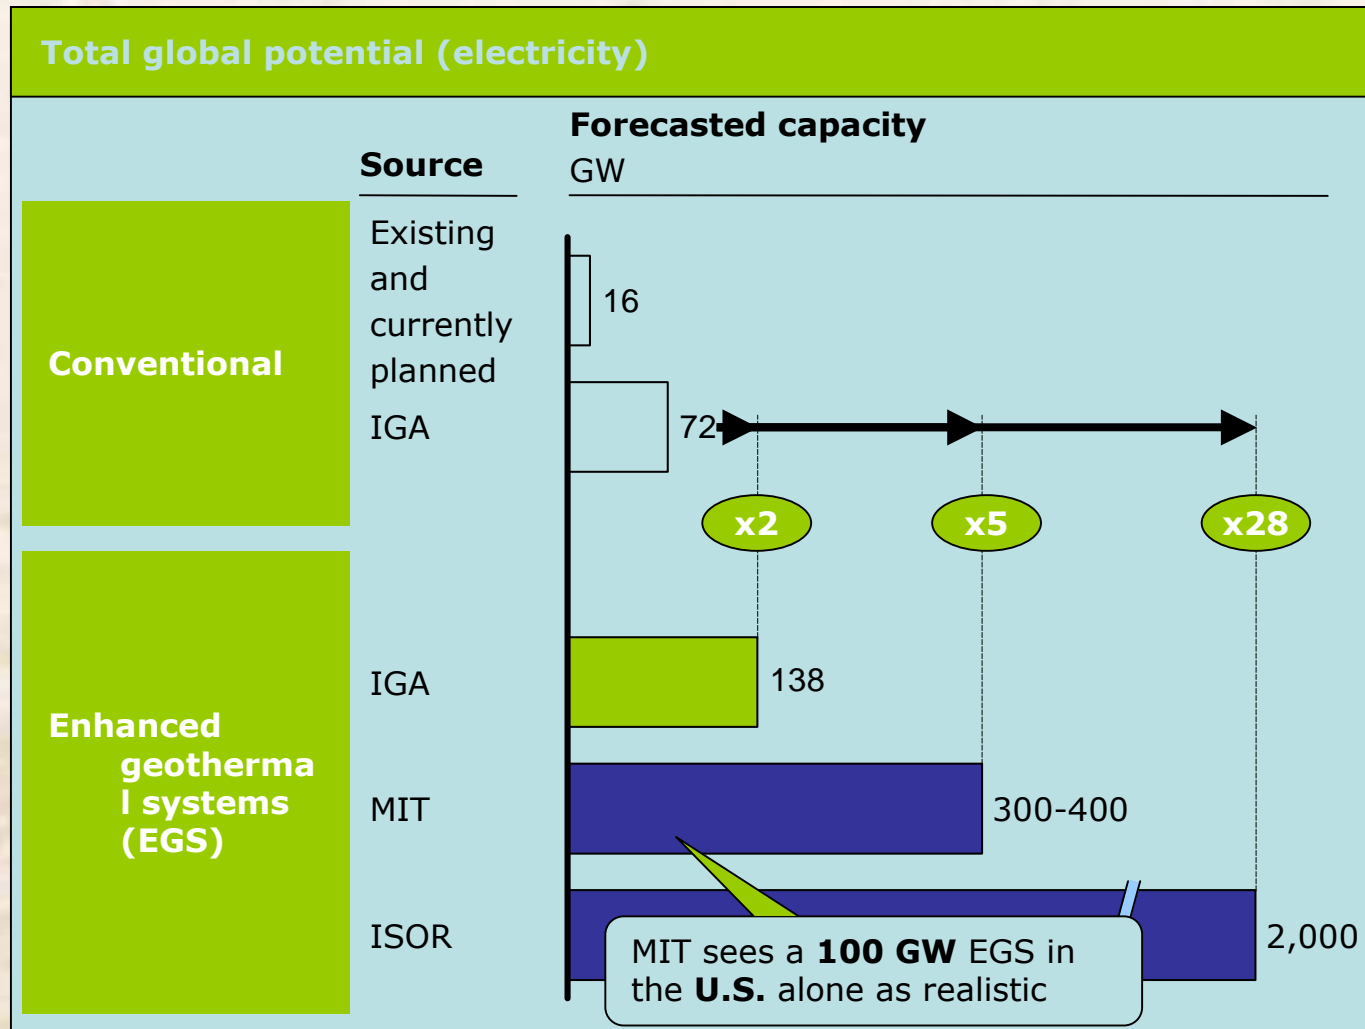 Total global potential (electricity)
Source
Forecasted capacity
GW
Conventional
Existing
and
currently
planned
16
IGA
72
x2
x5
x28
Enhanced
geotherma
l systems
(EGS)
IGA
138
MIT
300-400
ISOR
2,000
MIT sees a 100 GW EGS in
the U.S. alone as realistic